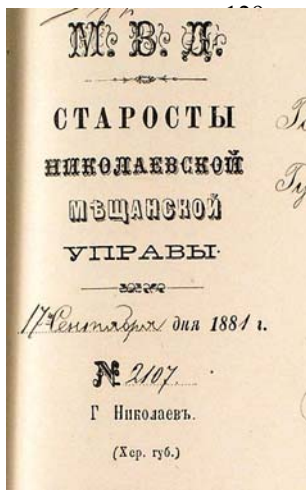 М. В. Д.
СТАРОСТЫ
НИКОЛАЕВСКОЙ
МѢЩАНСКОЙ
УПРАВЫ·
17 Сентября дня 1881 г.
№ 2107.
Г Николаевъ.
(Хер. губ.)